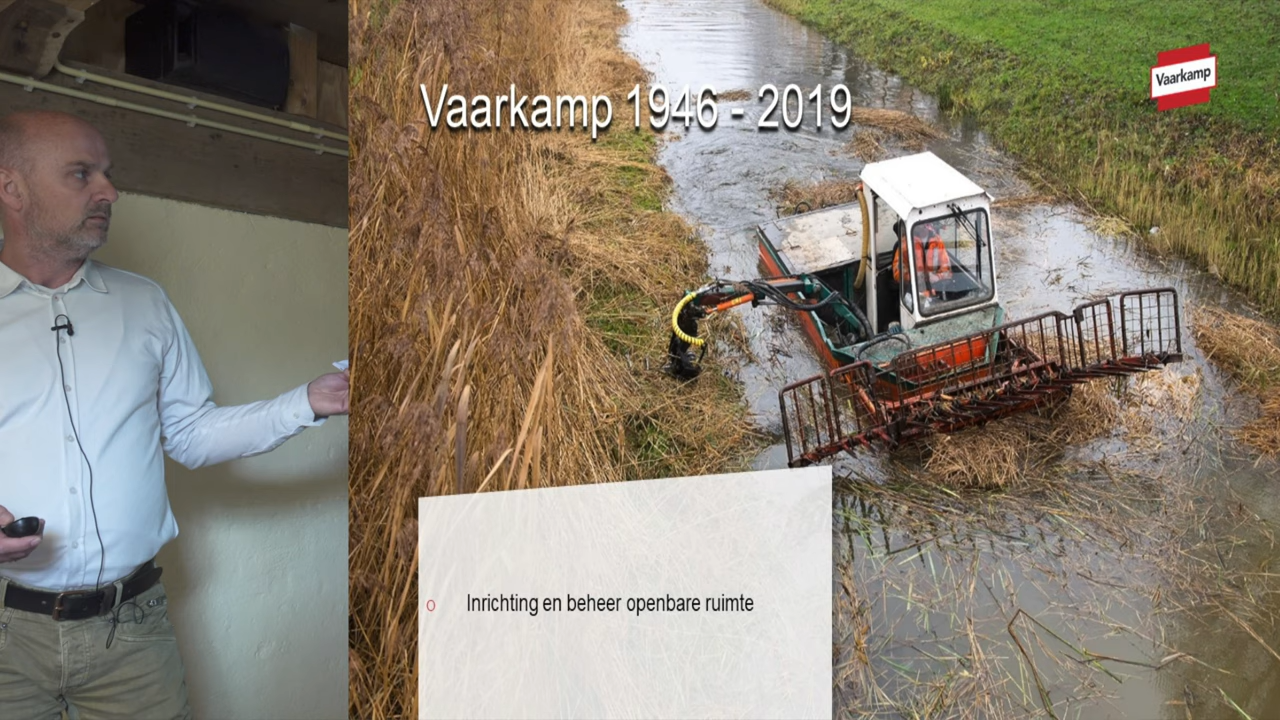 Vaarkamp 1946 - 2019
Vaarkamp
o Inrichting en beheer openbare ruimte